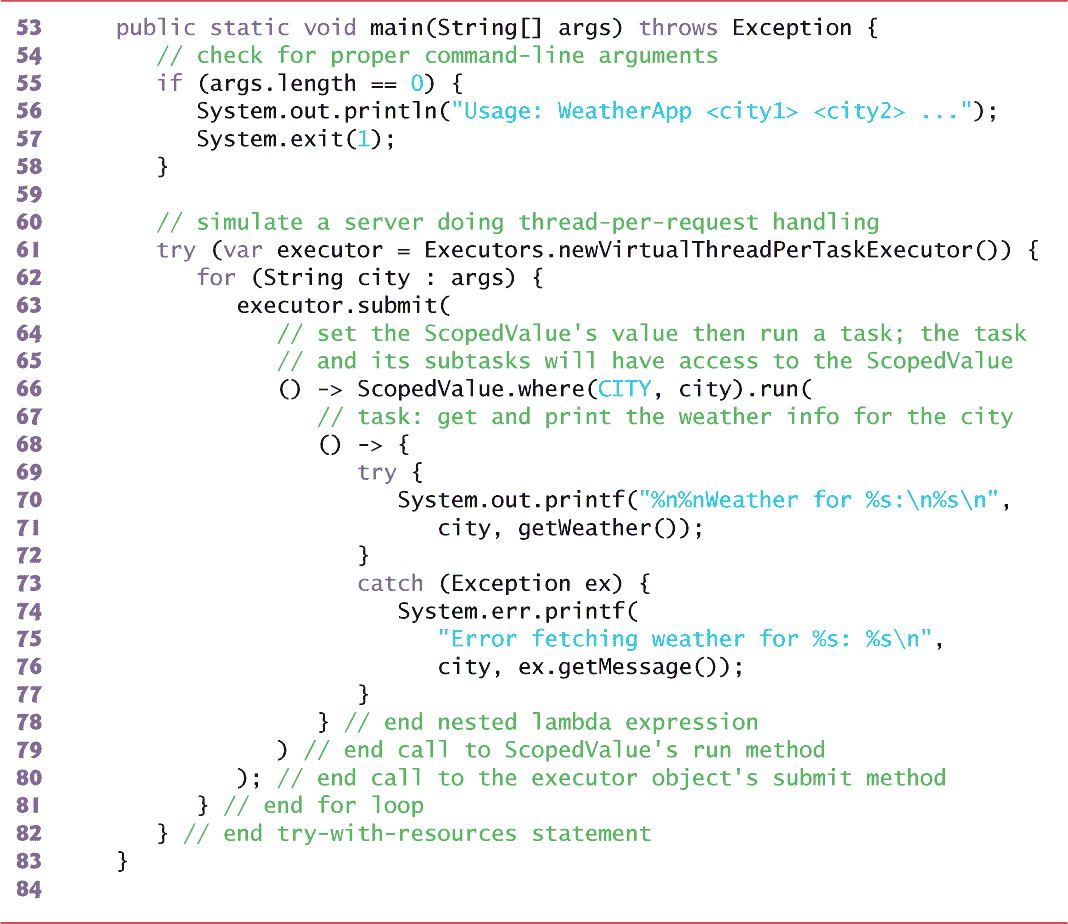 53 public static void main(String[] args) throws Exception {
54 // check for proper command-line arguments
55 if (args.length == 0) {
56 System.out.println("Usage: WeatherApp <city1> <city2> ...");
57 System.exit(1);
58 }
59
60 // simulate a server doing thread-per-request handling
61 try (var executor = Executors.newVirtualThreadPerTaskExecutor()) {
62 for (String city : args) {
63 executor.submit(
64 // set the ScopedValue's value then run a task; the task
65 // and its subtasks will have access to the ScopedValue
66 () -> ScopedValue.where(CITY, city).run(
67 // task: get and print the weather info for the city
68 () -> {
69 try {
70 System.out.printf("%n%nWeather for %s:\n%s\n",
71 city, getWeather());
72 }
73 catch (Exception ex) {
74 System.err.printf(
75 "Error fetching weather for %s: %s\n",
76 city, ex.getMessage());
77 }
78 } // end nested lambda expression
79 ) // end call to ScopedValue's run method
80 ); // end call to the executor object's submit method
81 } // end for loop
82 } // end try-with-resources statement
83 }
84